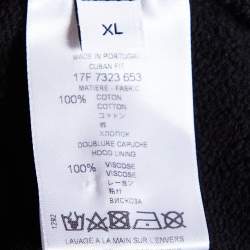 XL
MADE IN PORTUGAL
CUBAN FIT
17F 7323 653
MATIERE - FABRIC
100% COTON
COTTON
コットン
棉
ХЛОПОК
DOUBLURE CAPUCHE
HOOD LINING
100% VISCOSE
VISCOSE
レーヨン
粘纤
ВИСКОЗА
1292
LAVAGE A LA MAIN SUR L'ENVERS